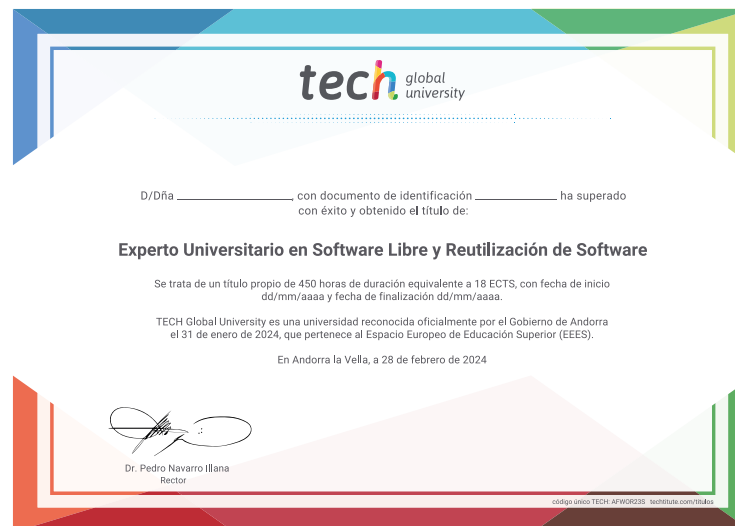 tech global university
D/Dña ______________, con documento de identificación __________ ha superado
con éxito y obtenido el título de:
Experto Universitario en Software Libre y Reutilización de Software
Se trata de un título propio de 450 horas de duración equivalente a 18 ECTS, con fecha de inicio
dd/mm/aaaa y fecha de finalización dd/mm/aaaa.
TECH Global University es una universidad reconocida oficialmente por el Gobierno de Andorra
el 31 de enero de 2024, que pertenece al Espacio Europeo de Educación Superior (EEES).
En Andorra la Vella, a 28 de febrero de 2024
Dr. Pedro Navarro Illana
Rector
código único TECH: AFWOR23S techtitute.com/titulos